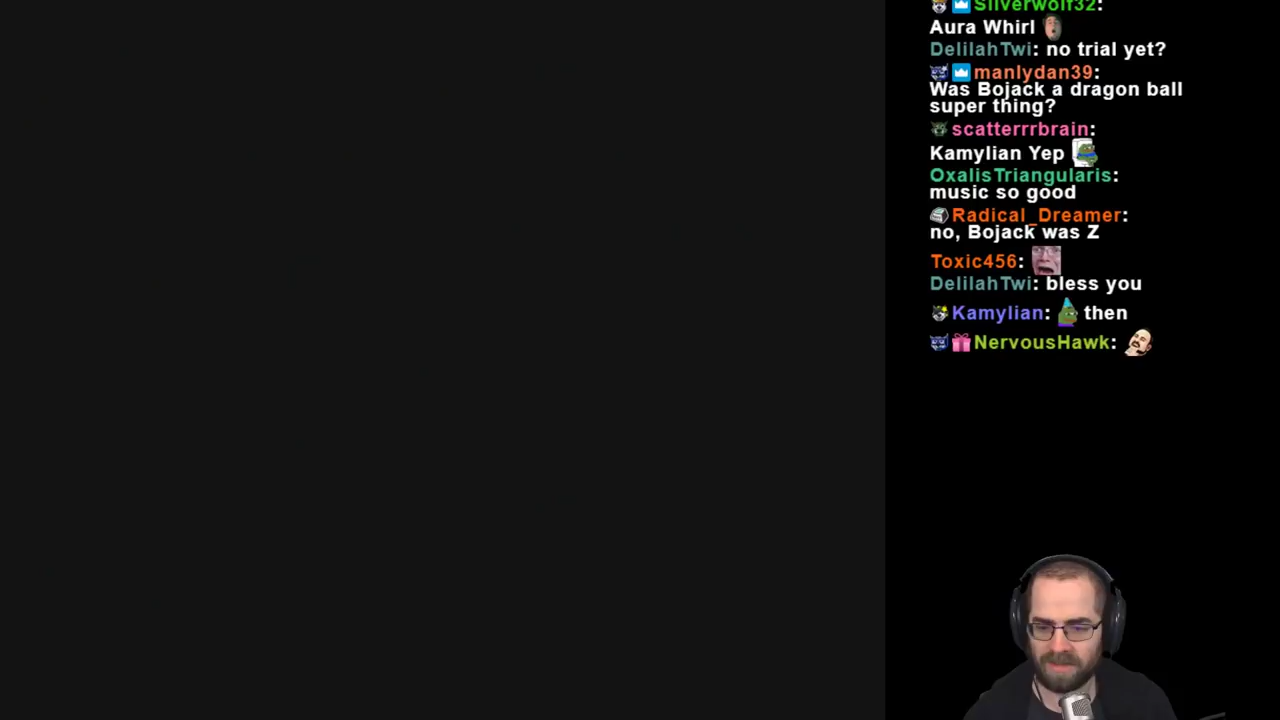 Silverwolf32:
Aura Whirl
DelilahTwi: no trial yet?
manlydan39:
Was Bojack a dragon ball
super thing?
scatterrrbrain:
Kamylian Yep
OxalisTriangularis:
music so good
Radical_Dreamer:
no, Bojack was Z
Toxic456:
DelilahTwi: bless you
Kamylian: then
NervousHawk: